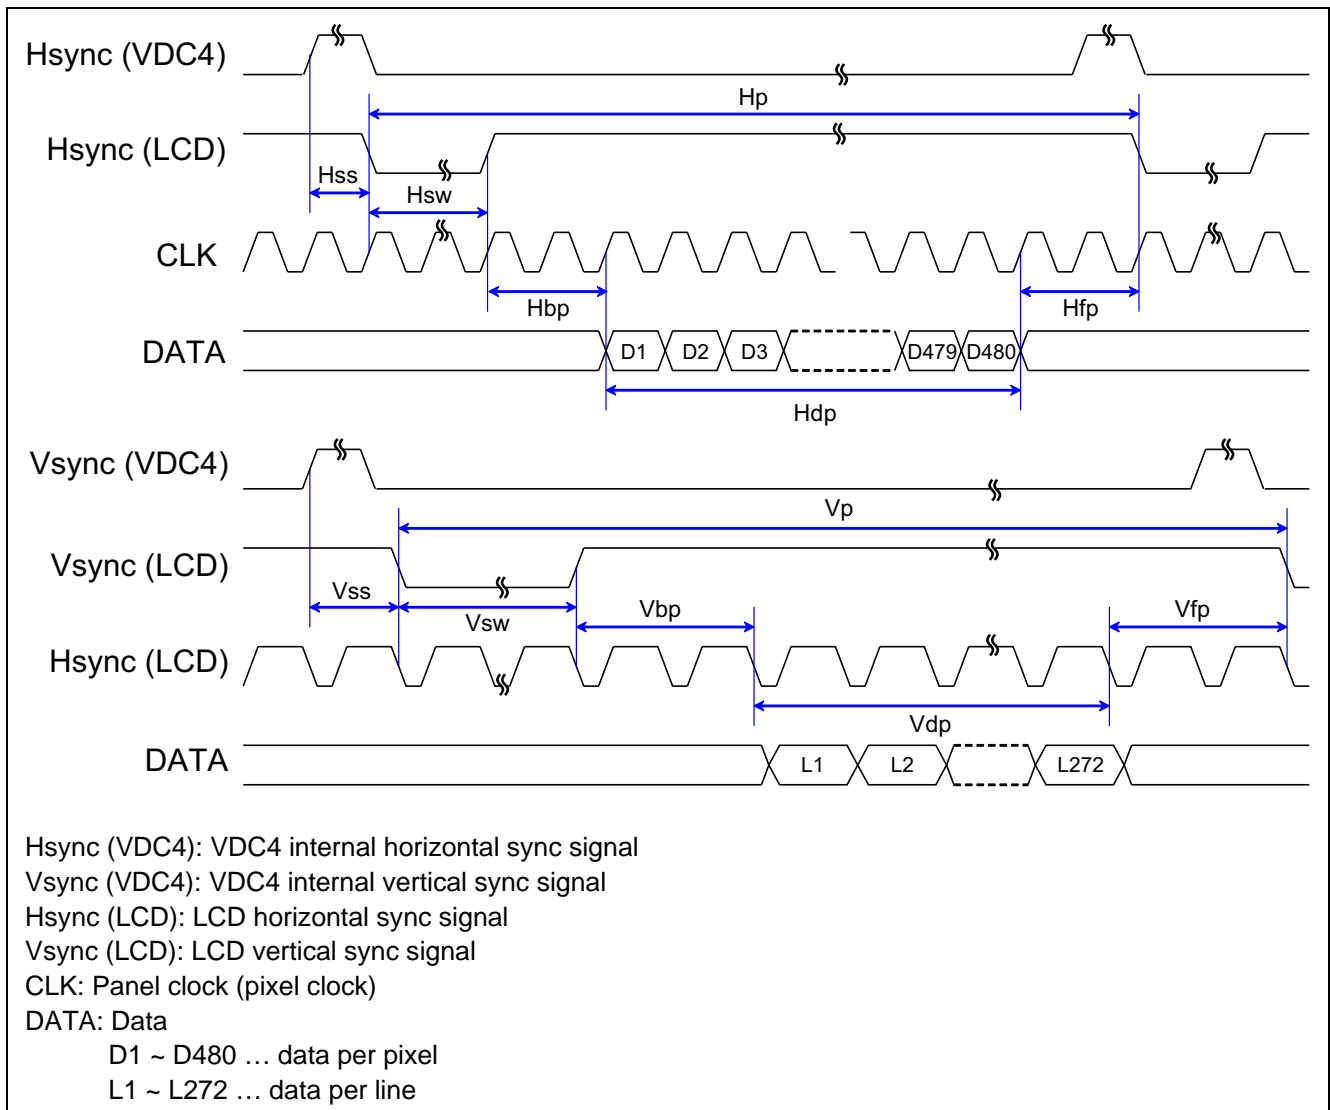 Hsync (VDC4)
Hp
Hsync (LCD)
Hss
Hsw
CLK
Hbp
Hfp
DATA
D1 D2 D3 D479 D480
Hdp
Vsync (VDC4)
Vp
Vsync (LCD)
Vss
Vsw
Vbp
Vfp
Hsync (LCD)
Vdp
DATA
L1 L2 L272
Hsync (VDC4): VDC4 internal horizontal sync signal
Vsync (VDC4): VDC4 internal vertical sync signal
Hsync (LCD): LCD horizontal sync signal
Vsync (LCD): LCD vertical sync signal
CLK: Panel clock (pixel clock)
DATA: Data
D1 ~ D480 … data per pixel
L1 ~ L272 … data per line